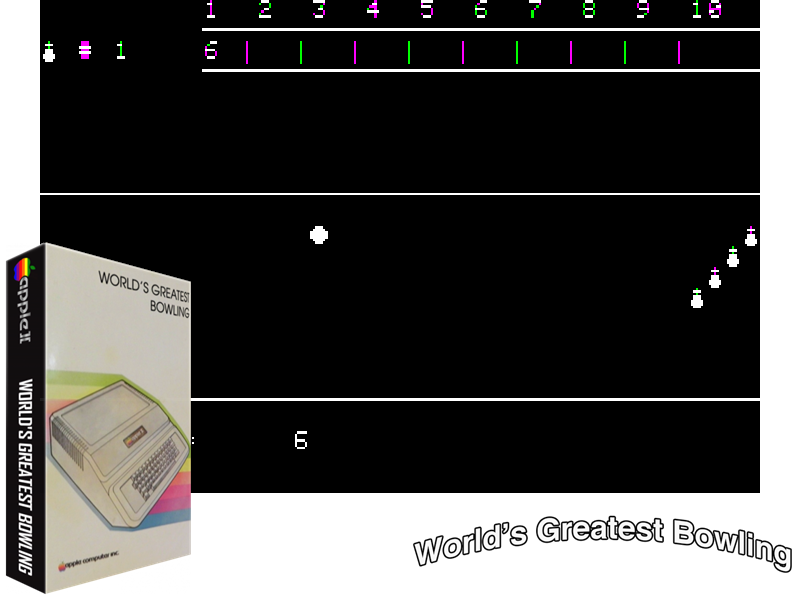 1 2 3 4 5 6 7 8 9 10
= 1 6
6
apple ][
WORLD'S GREATEST BOWLING
WORLD'S GREATEST
BOWLING
apple computer inc.
World's Greatest Bowling